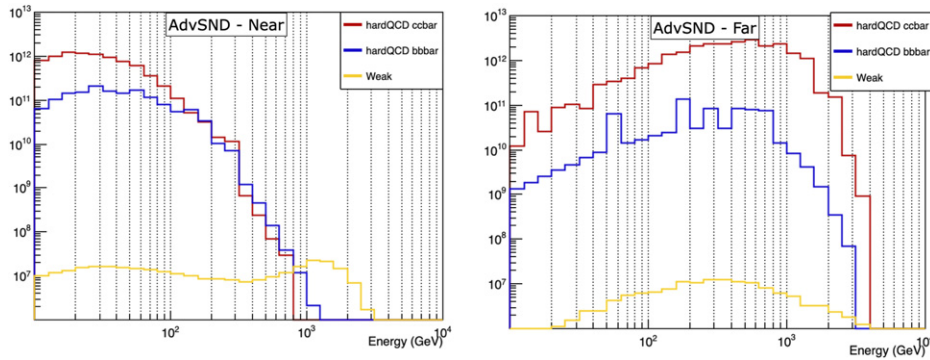 AdvSND - Near
hardQCD ccbar
hardQCD bbbar
Weak
10¹³
10¹²
10¹¹
10¹⁰
10⁹
10⁸
10⁷
10²
10³
10⁴
Energy (GeV)
AdvSND - Far
hardQCD ccbar
hardQCD bbbar
Weak
10¹³
10¹²
10¹¹
10¹⁰
10⁹
10⁸
10⁷
10²
10³
10
Energy (GeV)